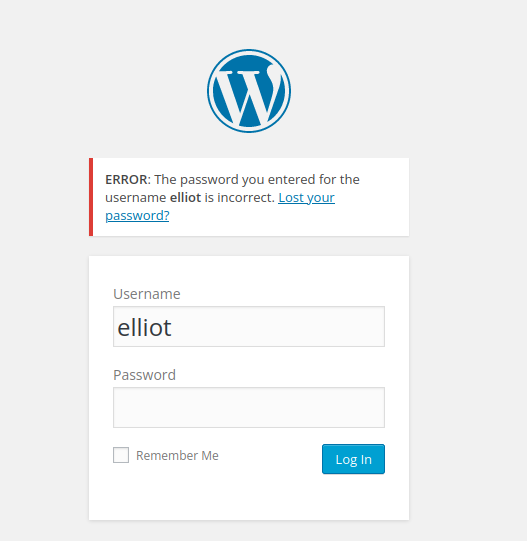 ERROR: The password you entered for the
username elliot is incorrect. Lost your
password?
Username
elliot
Password
Remember Me
Log In